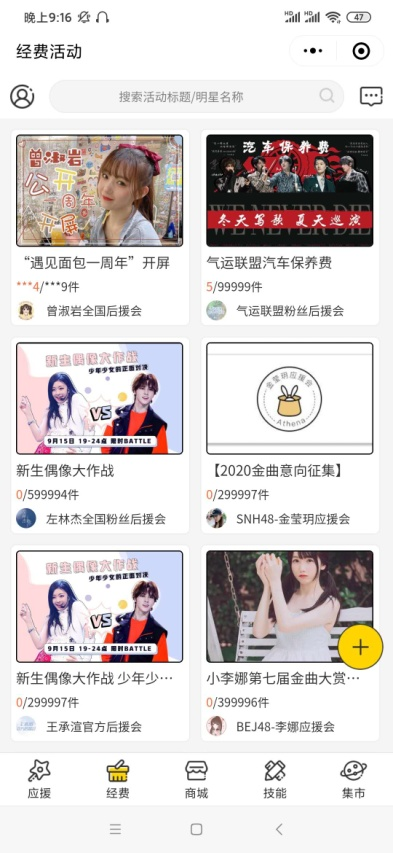 晚上9:16
HD HD 47
经费活动
搜索活动标题/明星名称
曾淑岩
公开周年开屏
“遇见面包一周年”开屏
***4/***9件
曾淑岩全国后援会
汽车保养费
WE NEVER DIE
冬天写歌 夏天巡演
气运联盟汽车保养费
5/99999件
气运联盟粉丝后援会
新生偶像大作战
少年少女的正面对决
VS
9月15日 19-24点 限时BATTLE
新生偶像大作战
0/599994件
左林杰全国粉丝后援会
金莹玥应援会
Athena
【2020金曲意向征集】
0/299997件
SNH48-金莹玥应援会
新生偶像大作战
少年少女的正面对决
VS
9月15日 19-24点 限时BATTLE
新生偶像大作战 少年少…
0/299997件
王承渲官方后援会
小李娜第七届金曲大赏…
0/399996件
BEJ48-李娜应援会
应援
经费
商城
技能
集市